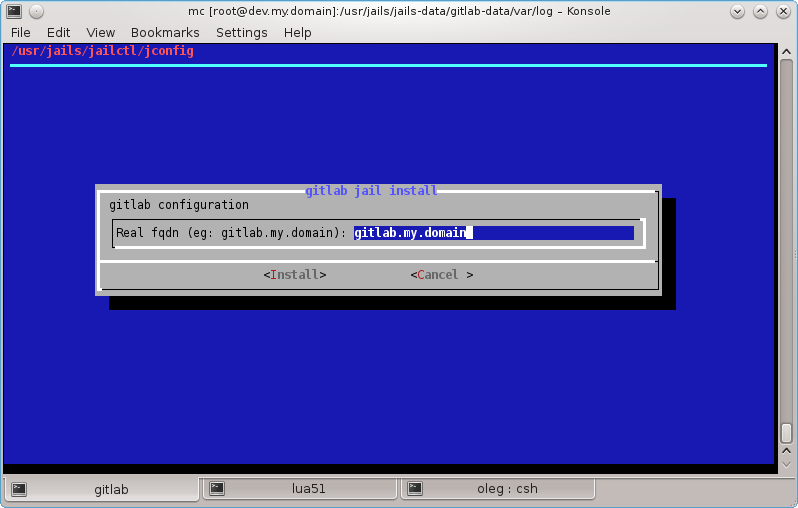 mc [root@dev.my.domain]:/usr/jails/jails-data/gitlab-data/var/log – Konsole
File Edit View Bookmarks Settings Help
/usr/jails/jailctl/jconfig
gitlab jail install
gitlab configuration
Real fqdn (eg: gitlab.my.domain): gitlab.my.domain
<Install> <Cancel >
gitlab lua51 oleg : csh